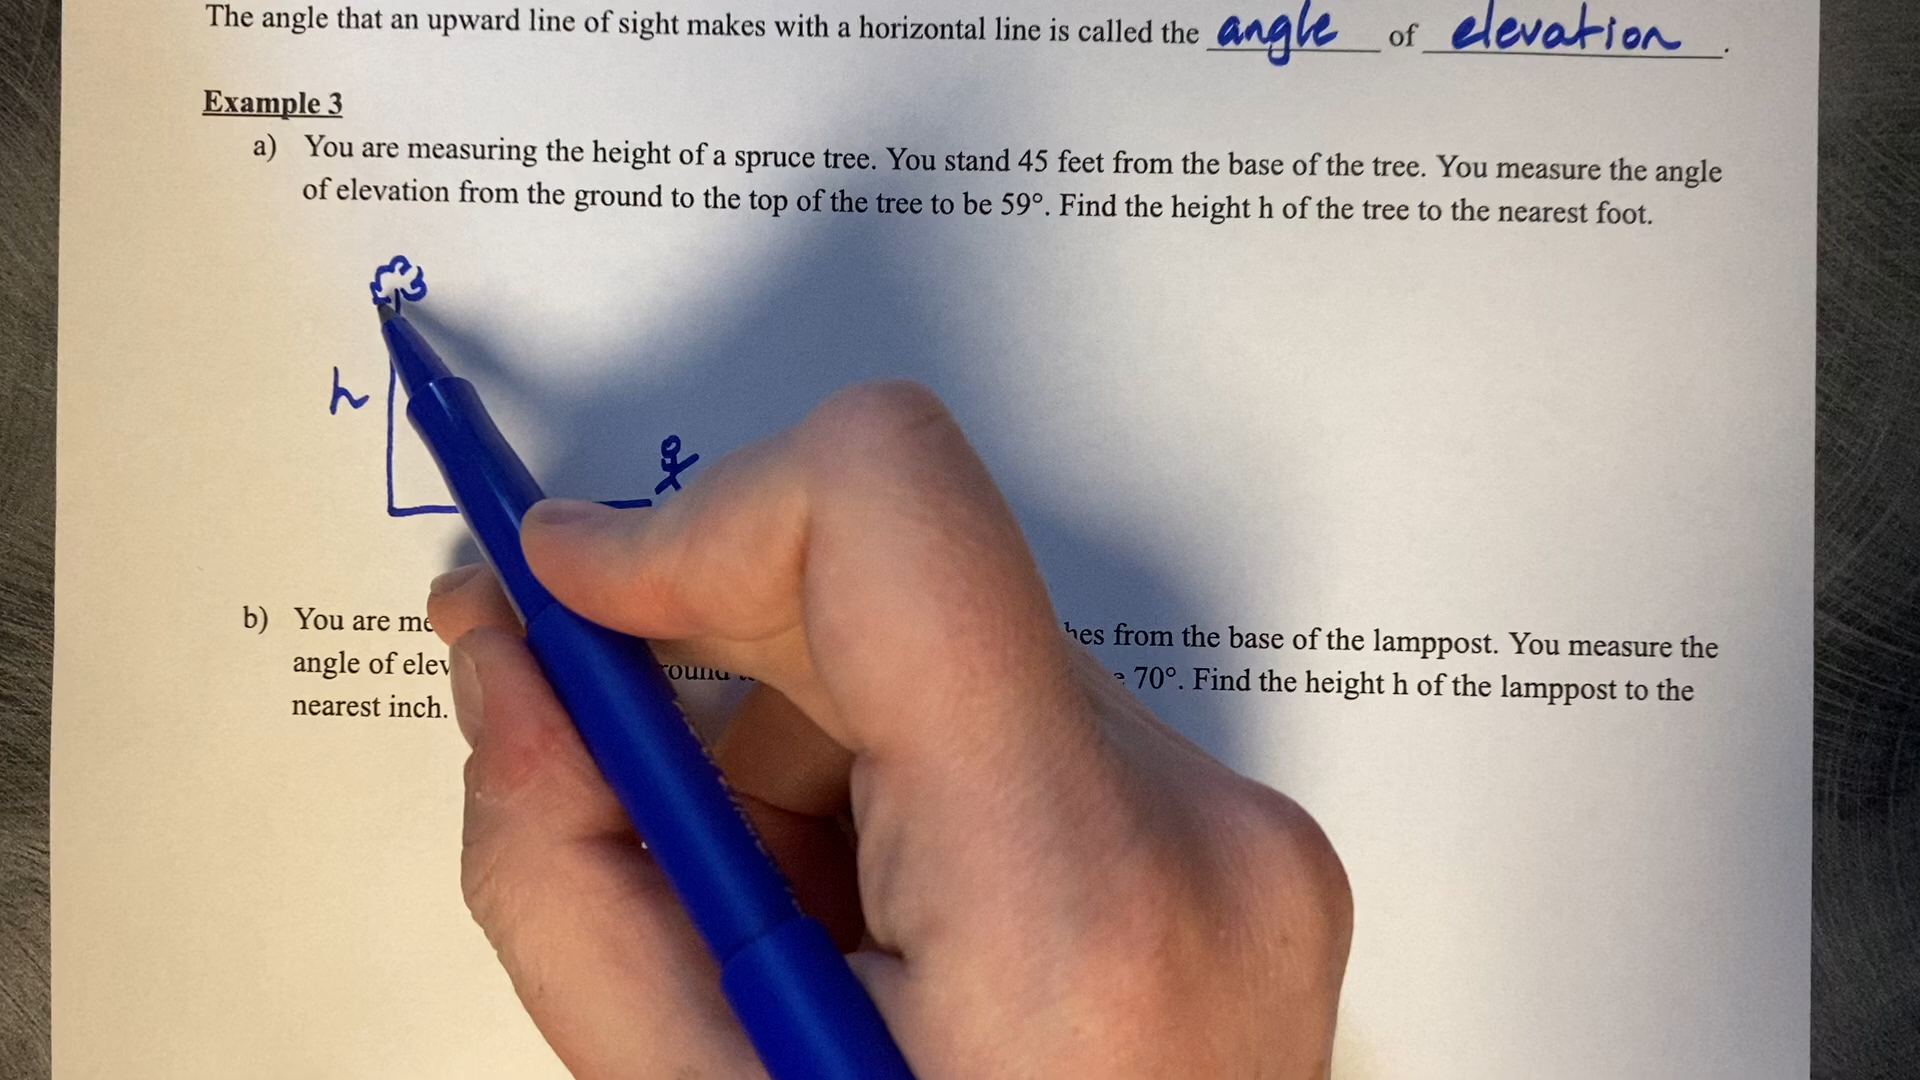 The angle that an upward line of sight makes with a horizontal line is called the angle of elevation.
Example 3
a) You are measuring the height of a spruce tree. You stand 45 feet from the base of the tree. You measure the angle
of elevation from the ground to the top of the tree to be 59°. Find the height h of the tree to the nearest foot.
h
b) You are from the base of the lamppost. You measure the
angle of 70°. Find the height h of the lamppost to the
nearest inch.